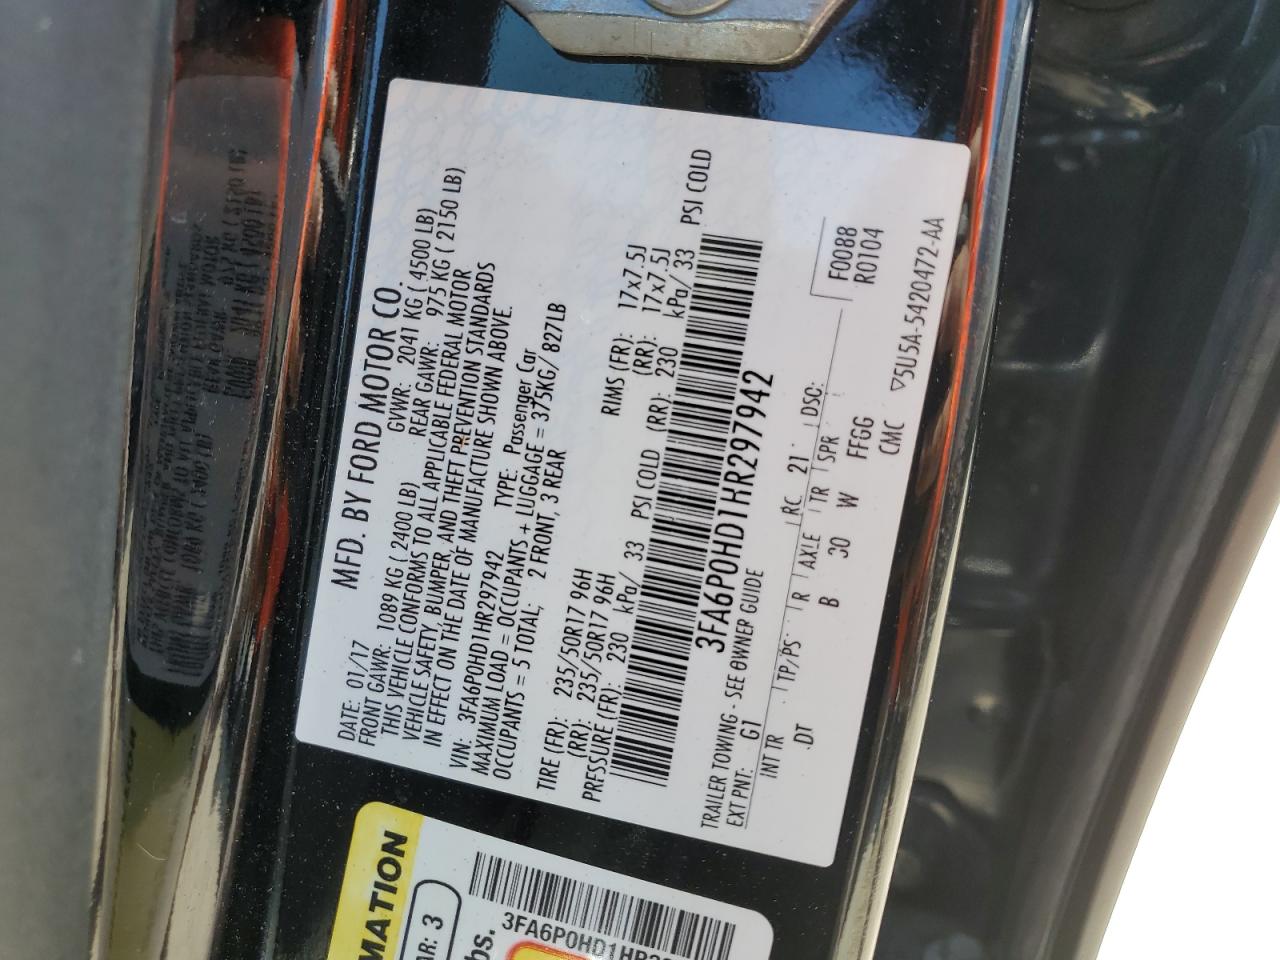 MFD. BY FORD MOTOR CO.
DATE: 01/17 GVWR: 2041 KG ( 4500 LB)
FRONT GAWR: 1089 KG ( 2400 LB) REAR GAWR: 975 KG ( 2150 LB)
THIS VEHICLE CONFORMS TO ALL APPLICABLE FEDERAL MOTOR
VEHICLE SAFETY, BUMPER, AND THEFT PREVENTION STANDARDS
IN EFFECT ON THE DATE OF MANUFACTURE SHOWN ABOVE.
VIN: 3FA6P0HD1HR297942 TYPE: Passenger Car
MAXIMUM LOAD = OCCUPANTS + LUGGAGE = 375KG/ 827LB
OCCUPANTS = 5 TOTAL; 2 FRONT, 3 REAR
TIRE (FR): 235/50R17 96H RIMS (FR): 17x7.5J
(RR): 235/50R17 96H (RR): 17x7.5J
PRESSURE (FR): 230 kPa/ 33 PSI COLD (RR): 230 kPa/ 33 PSI COLD
3FA6P0HD1HR297942
TRAILER TOWING - SEE OWNER GUIDE
EXT PNT: G1 RC: 21 DSO: F0088
R0104
INT TR TP/PS R AXLE TR SPR
DT B 30 W FFGG
CMC ▽5U5A-5420472-AA
MATION
AR: 3
bs.
3FA6P0HD1HR29